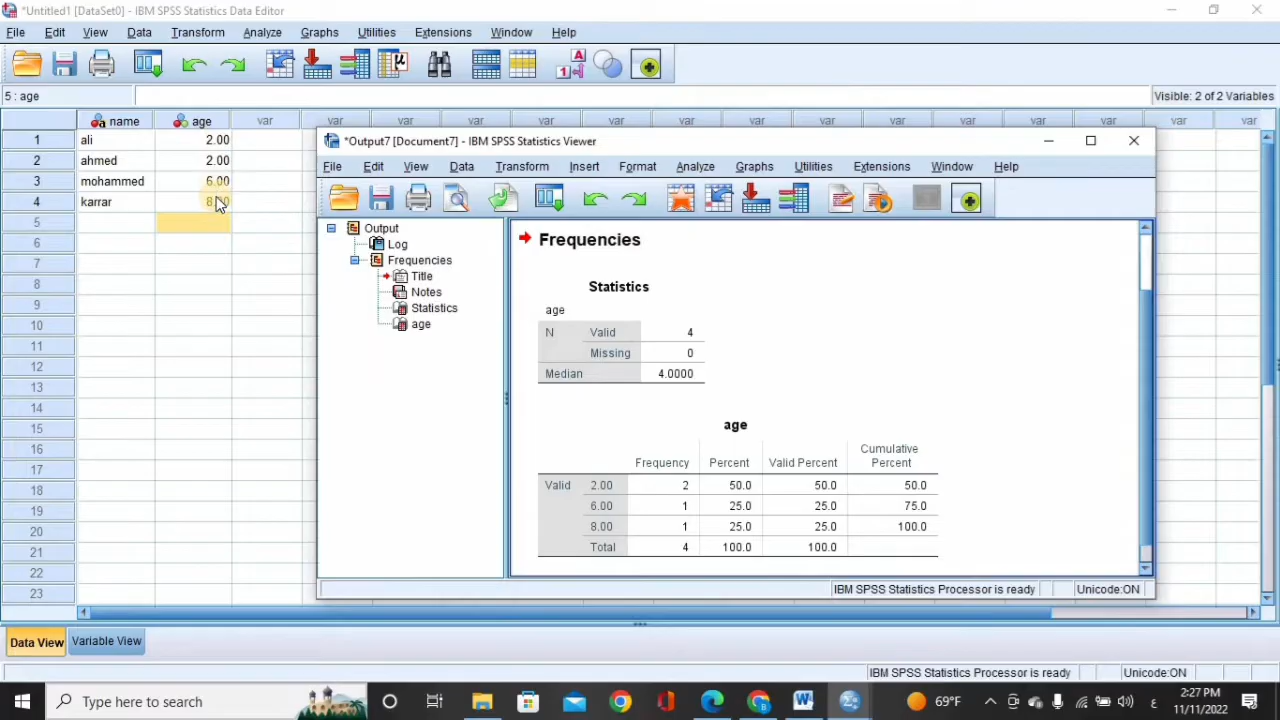 *Untitled1 [DataSet0] - IBM SPSS Statistics Data Editor
File Edit View Data Transform Analyze Graphs Utilities Extensions Window Help
5 : age
Visible: 2 of 2 Variables
name age var var var var var var var var var var var var var var var
1 ali 2.00
2 ahmed 2.00
3 mohammed 6.00
4 karrar
5
6
7
8
9
10
11
12
13
14
15
16
17
18
19
20
21
22
23
*Output7 [Document7] - IBM SPSS Statistics Viewer
File Edit View Data Transform Insert Format Analyze Graphs Utilities Extensions Window Help
Output
Log
Frequencies
Title
Notes
Statistics
age
Frequencies
Statistics
age
N Valid 4
Missing 0
Median 4.0000
age
Frequency Percent Valid Percent Cumulative Percent
Valid 2.00 2 50.0 50.0 50.0
6.00 1 25.0 25.0 75.0
8.00 1 25.0 25.0 100.0
Total 4 100.0 100.0
IBM SPSS Statistics Processor is ready Unicode:ON
Data View Variable View
IBM SPSS Statistics Processor is ready Unicode:ON
Type here to search
69°F
ع
2:27 PM
11/11/2022